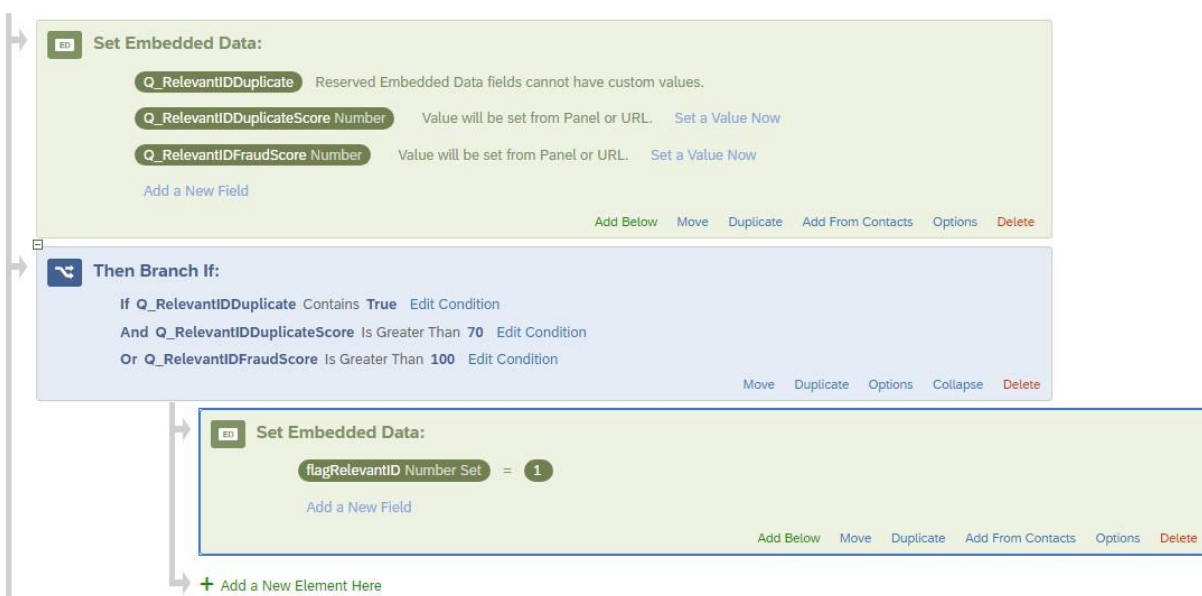 ED Set Embedded Data:
Q_RelevantIDDuplicate Reserved Embedded Data fields cannot have custom values.
Q_RelevantIDDuplicateScore Number Value will be set from Panel or URL. Set a Value Now
Q_RelevantIDFraudScore Number Value will be set from Panel or URL. Set a Value Now
Add a New Field
Add Below Move Duplicate Add From Contacts Options Delete
Then Branch If:
If Q_RelevantIDDuplicate Contains True Edit Condition
And Q_RelevantIDDuplicateScore Is Greater Than 70 Edit Condition
Or Q_RelevantIDFraudScore Is Greater Than 100 Edit Condition
Move Duplicate Options Collapse Delete
ED Set Embedded Data:
flagRelevantID Number Set = 1
Add a New Field
Add Below Move Duplicate Add From Contacts Options Delete
+ Add a New Element Here